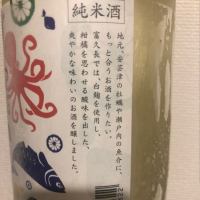 純米酒
地元、安芸津の牡蠣や瀬戸内の魚介に、
もっと合うお酒を作りたい。
富久長では、白麹を使用し、
柑橘を思わせる酸味を出した、
爽やかな味わいのお酒を醸しました。